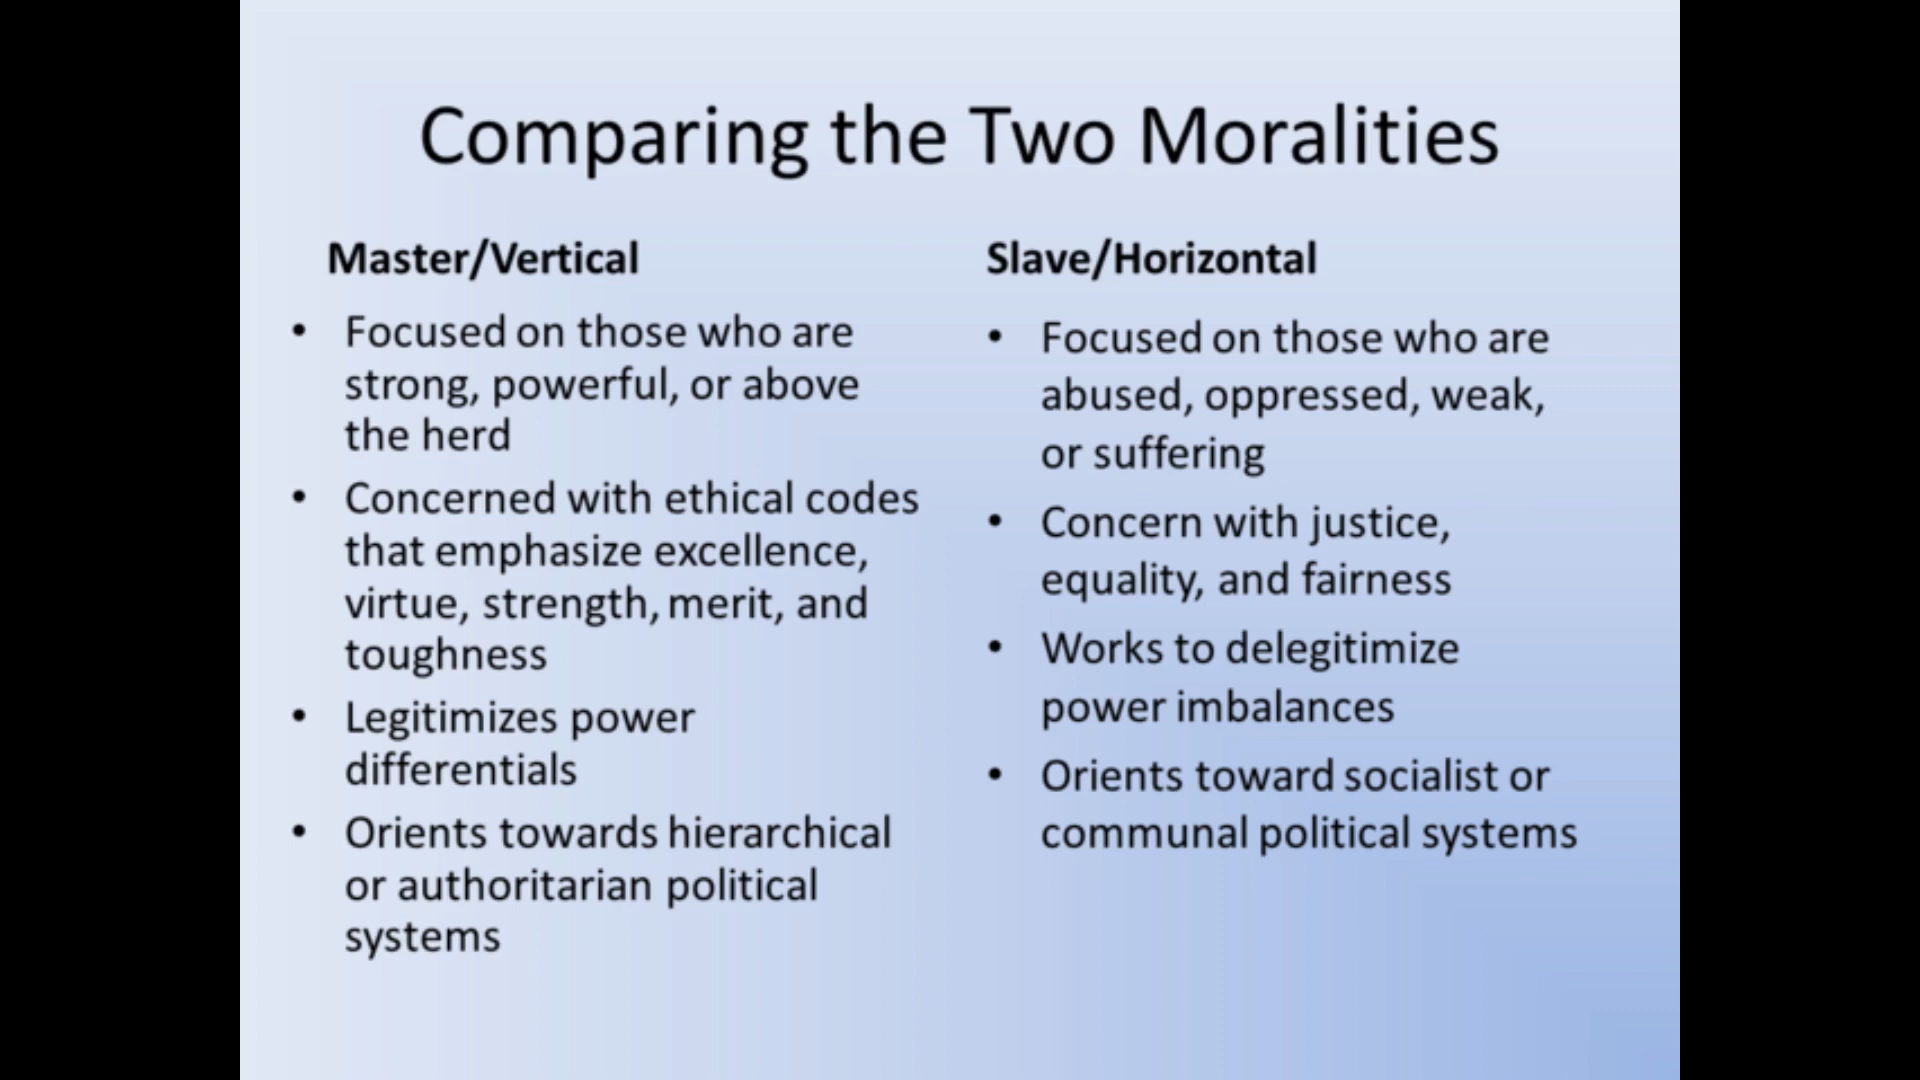 Comparing the Two Moralities
Master/Vertical
• Focused on those who are
strong, powerful, or above
the herd
• Concerned with ethical codes
that emphasize excellence,
virtue, strength, merit, and
toughness
• Legitimizes power
differentials
• Orients towards hierarchical
or authoritarian political
systems
Slave/Horizontal
• Focused on those who are
abused, oppressed, weak,
or suffering
• Concern with justice,
equality, and fairness
• Works to delegitimize
power imbalances
• Orients toward socialist or
communal political systems